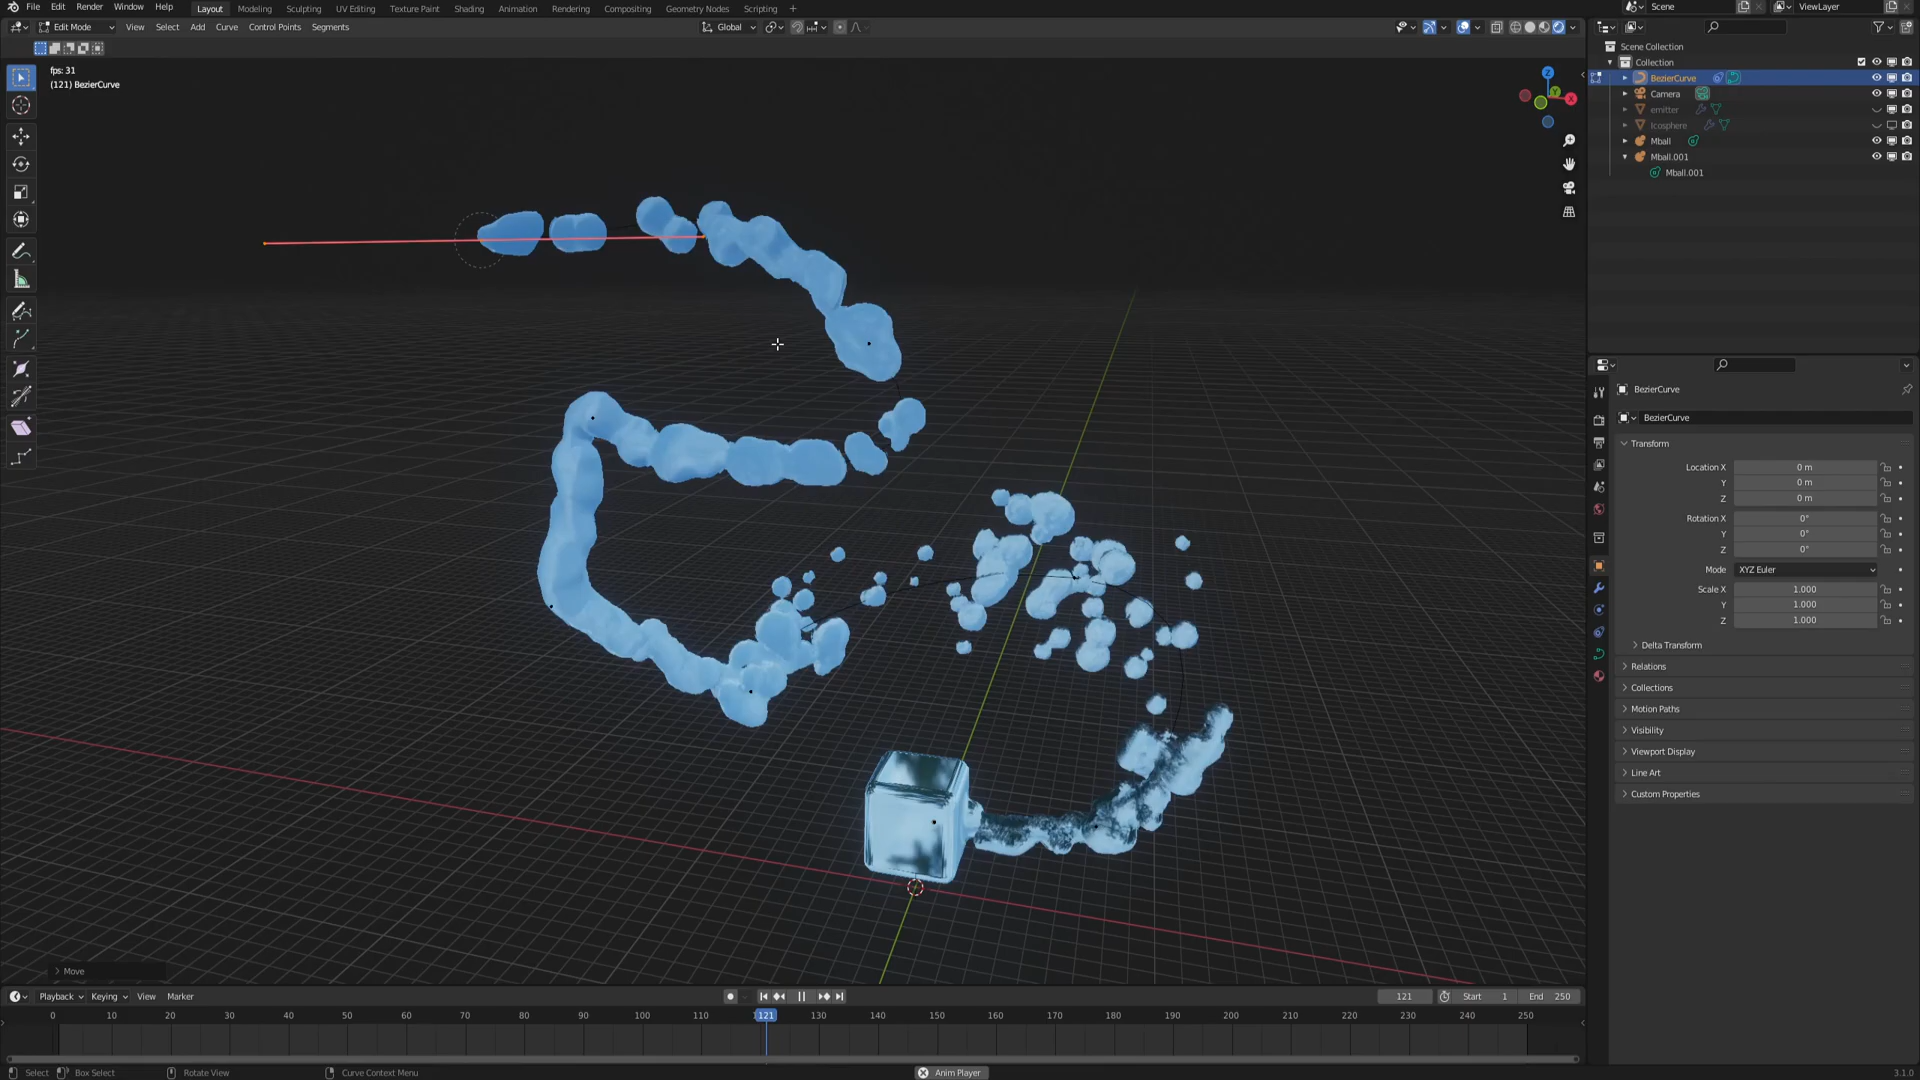 File Edit Render Window Help Layout Modeling Sculpting UV Editing Texture Paint Shading Animation Rendering Compositing Geometry Nodes Scripting + Scene ViewLayer
Edit Mode View Select Add Curve Control Points Segments Global
fps: 31
(121) BezierCurve
Z
Y
X
Scene Collection
Collection
BezierCurve
Camera
emitter
Icosphere
Mball
Mball.001
Mball.001
BezierCurve
BezierCurve
Transform
Location X 0 m
Y 0 m
Z 0 m
Rotation X 0°
Y 0°
Z 0°
Mode XYZ Euler
Scale X 1.000
Y 1.000
Z 1.000
Delta Transform
Relations
Collections
Motion Paths
Visibility
Viewport Display
Line Art
Custom Properties
Move
Playback Keying View Marker 121 Start 1 End 250
0 10 20 30 40 50 60 70 80 90 100 110 121 130 140 150 160 170 180 190 200 210 220 230 240 250
Select Box Select Rotate View Curve Context Menu Anim Player 3.1.0